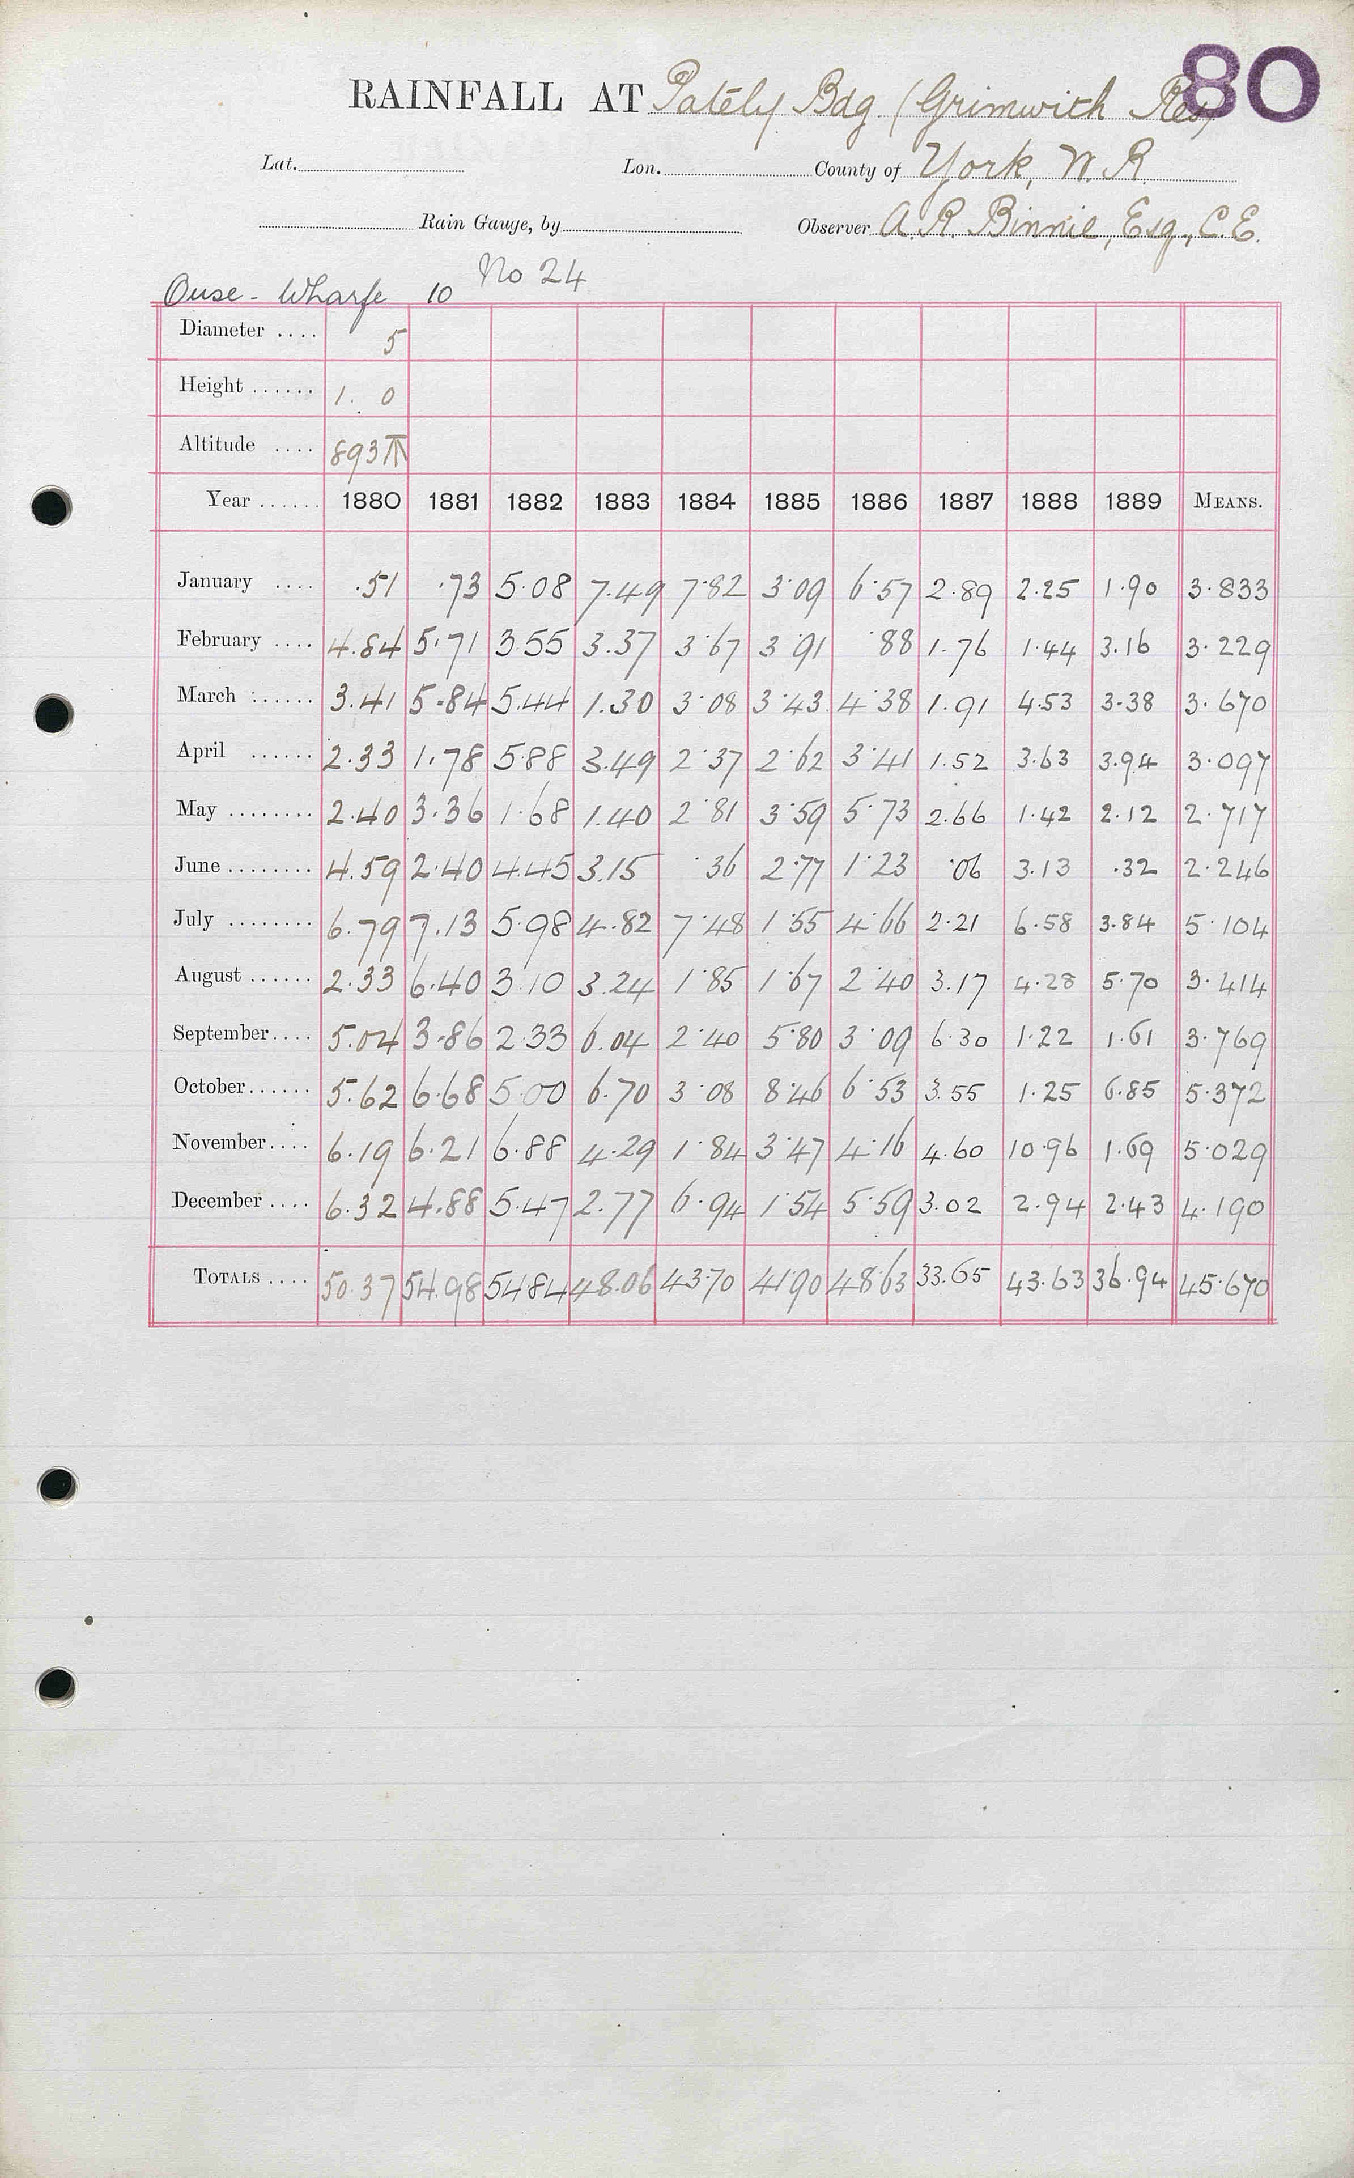 80
RAINFALL AT Pately Bdg (Grimwith Res)
Lat. Lon. County of York, W. R.
Rain Gauge, by Observer A. R. Binnie, Esq., C.E.
Ouse - Wharfe 10 No 24
Diameter .... 5
Height ...... 1. 0
Altitude .... 893
Year ...... 1880 1881 1882 1883 1884 1885 1886 1887 1888 1889 MEANS.
January .... .51 .73 5.08 7.49 7.82 3.09 6.57 2.89 2.25 1.90 3.833
February .... 4.84 5.71 3.55 3.37 3.67 3.91 .88 1.76 1.44 3.16 3.229
March ...... 3.41 5.84 5.44 1.30 3.08 3.43 4.38 1.91 4.53 3.38 3.670
April ...... 2.33 1.78 5.88 3.49 2.37 2.62 3.41 1.52 3.63 3.94 3.097
May ........ 2.40 3.36 1.68 1.40 2.81 3.59 5.73 2.66 1.42 2.12 2.717
June ........ 4.59 2.40 4.45 3.15 .36 2.77 1.23 .06 3.13 .32 2.246
July ........ 6.79 7.13 5.98 4.82 7.48 1.55 4.66 2.21 6.58 3.84 5.104
August ...... 2.33 6.40 3.10 3.24 1.85 1.67 2.40 3.17 4.28 5.70 3.414
September.... 5.04 3.86 2.33 6.04 2.40 5.80 3.09 6.30 1.22 1.61 3.769
October...... 5.62 6.68 5.00 6.70 3.08 8.46 6.53 3.55 1.25 6.85 5.372
November.... 6.19 6.21 6.88 4.29 1.84 3.47 4.16 4.60 10.96 1.69 5.029
December .... 6.32 4.88 5.47 2.77 6.94 1.54 5.59 3.02 2.94 2.43 4.190
TOTALS .... 50.37 54.98 54.84 48.06 43.70 41.90 48.63 33.65 43.63 36.94 45.670